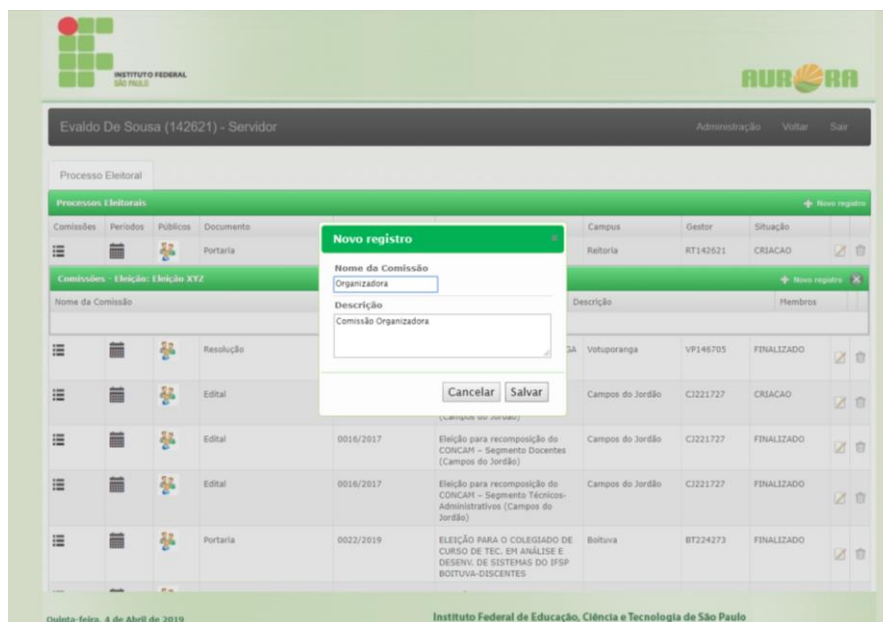 INSTITUTO FEDERAL
SÃO PAULO
AURORA
Evaldo De Sousa (142621) - Servidor
Administração Voltar Sair
Processo Eleitoral
Processos Eleitorais
Novo registro
Comissões Períodos Públicos Documento
Campus Gestor Situação
Portaria
Reitoria RT142621 CRIACAO
Comissões - Eleição: Eleição XYZ
Novo registro
Nome da Comissão
Descrição Membros
Novo registro
Nome da Comissão
Organizadora
Descrição
Comissão Organizadora
Cancelar Salvar
Resolução
GA Votuporanga VP146705 FINALIZADO
Edital
(Campos do Jordão)
Campos do Jordão CJ221727 CRIACAO
Edital 0016/2017 Eleição para recomposição do
CONCAM – Segmento Docentes
(Campos do Jordão)
Campos do Jordão CJ221727 FINALIZADO
Edital 0016/2017 Eleição para recomposição do
CONCAM – Segmento Técnicos-
Administrativos (Campos do
Jordão)
Campos do Jordão CJ221727 FINALIZADO
Portaria 0022/2019 ELEIÇÃO PARA O COLEGIADO DE
CURSO DE TEC. EM ANÁLISE E
DESENV. DE SISTEMAS DO IFSP
BOITUVA-DISCENTES
Boituva BT224273 FINALIZADO
Quinta-feira, 4 de Abril de 2019
Instituto Federal de Educação, Ciência e Tecnologia de São Paulo